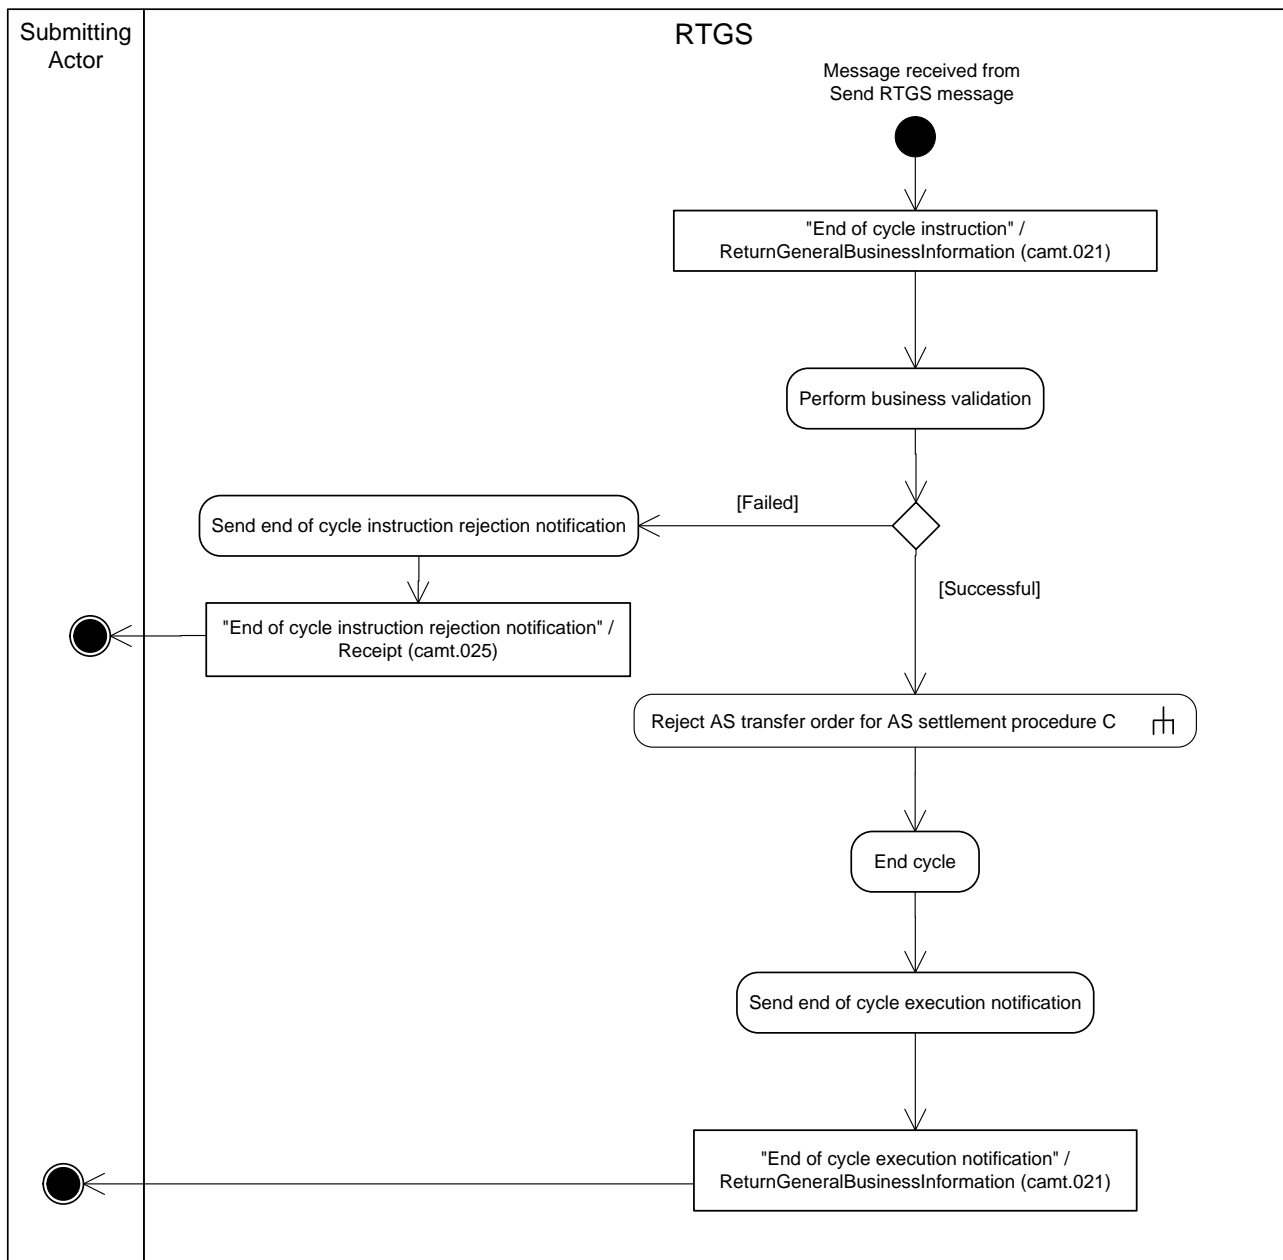 Submitting
Actor
RTGS
Message received from
Send RTGS message
"End of cycle instruction" /
ReturnGeneralBusinessInformation (camt.021)
Perform business validation
[Failed]
Send end of cycle instruction rejection notification
[Successful]
"End of cycle instruction rejection notification" /
Receipt (camt.025)
Reject AS transfer order for AS settlement procedure C
End cycle
Send end of cycle execution notification
"End of cycle execution notification" /
ReturnGeneralBusinessInformation (camt.021)